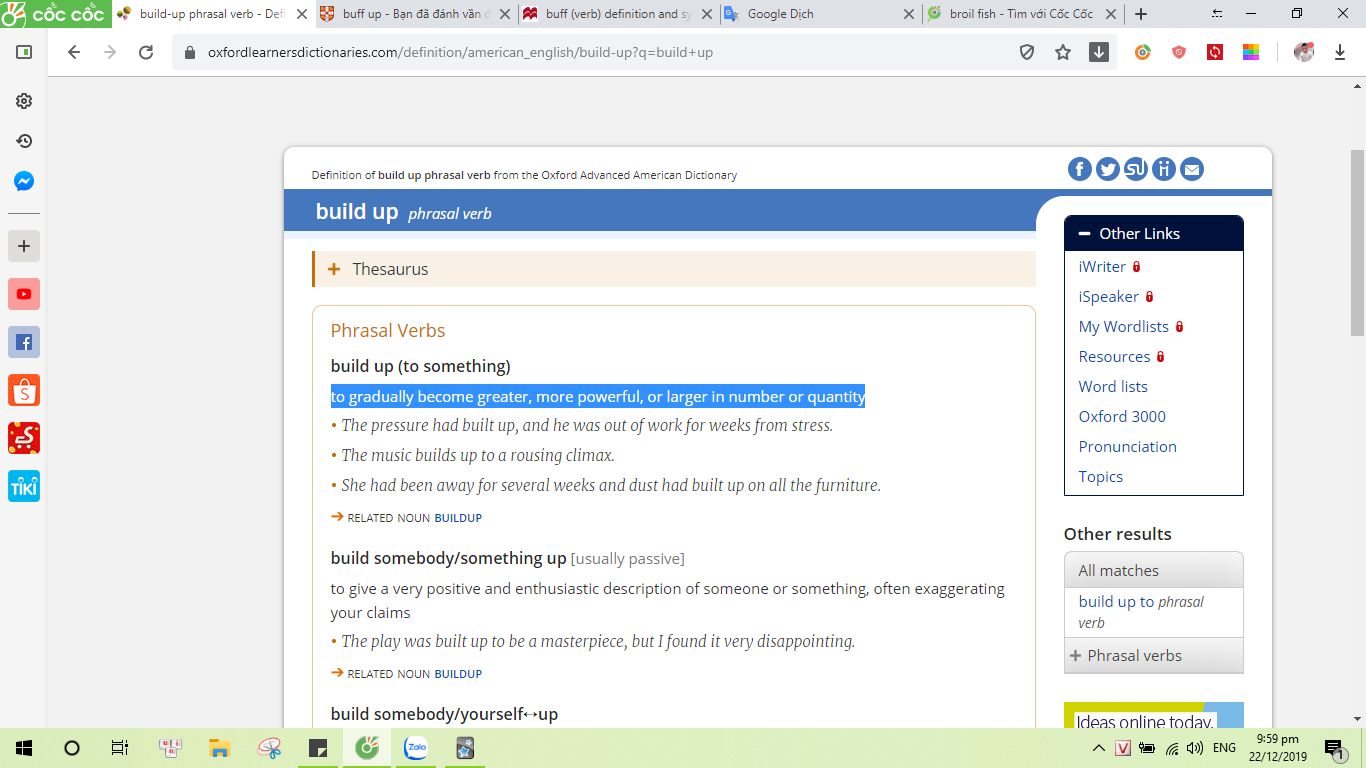 cốc cốc
build-up phrasal verb - Defi
buff up - Bạn đã đánh vần đ
buff (verb) definition and sy
Google Dịch
broil fish - Tìm với Cốc Cốc
oxfordlearnersdictionaries.com/definition/american_english/build-up?q=build+up
Definition of build up phrasal verb from the Oxford Advanced American Dictionary
build up phrasal verb
Other Links
+ Thesaurus
iWriter
iSpeaker
My Wordlists
Resources
Word lists
Oxford 3000
Pronunciation
Topics
Phrasal Verbs
build up (to something)
to gradually become greater, more powerful, or larger in number or quantity
• The pressure had built up, and he was out of work for weeks from stress.
• The music builds up to a rousing climax.
• She had been away for several weeks and dust had built up on all the furniture.
→ RELATED NOUN BUILDUP
build somebody/something up [usually passive]
to give a very positive and enthusiastic description of someone or something, often exaggerating
your claims
• The play was built up to be a masterpiece, but I found it very disappointing.
→ RELATED NOUN BUILDUP
build somebody/yourself↔up
Other results
All matches
build up to phrasal
verb
+ Phrasal verbs
Ideas online today.
TIKI
Zalo
ENG
9:59 pm
22/12/2019
1